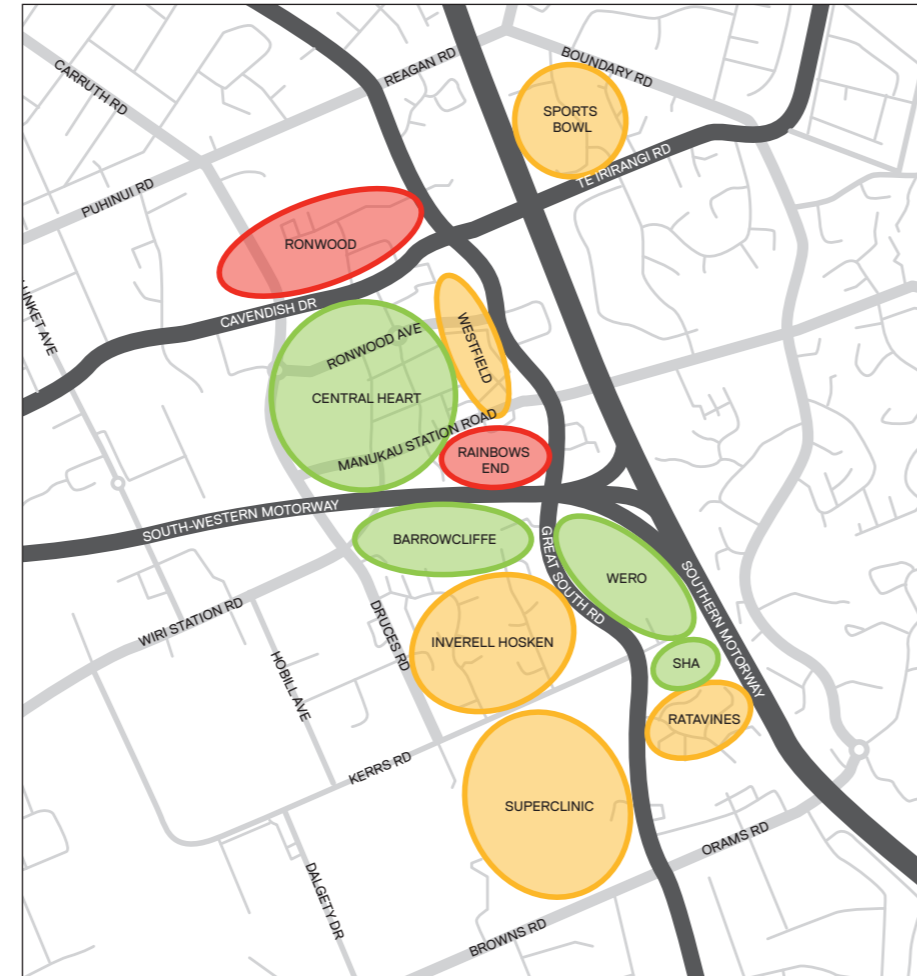 BOUNDARY RD
REAGAN RD
CARRUTH RD
SPORTS
BOWL
TE IRIRANGI RD
PUHINUI RD
RONWOOD
CAVENDISH DR
UNKET AVE
RONWOOD AVE
WESTFIELD
CENTRAL HEART
MANUKAU STATION ROAD
RAINBOWS
END
SOUTH-WESTERN MOTORWAY
BARROWCLIFFE
GREAT SOUTH RD
WERO
SOUTHERN MOTORWAY
WIRI STATION RD
DRUCES RD
INVERELL HOSKEN
HOBILL AVE
SHA
RATAVINES
KERRS RD
SUPERCLINIC
ORAMS RD
DALGETY DR
BROWNS RD